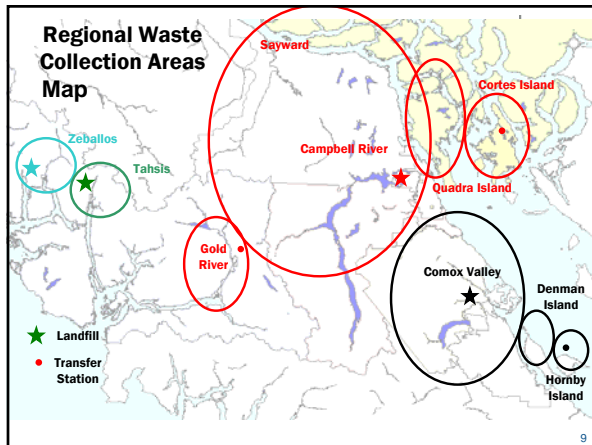 Regional Waste
Collection Areas
Map
Sayward
Cortes Island
Zeballos
Campbell River
Tahsis
Quadra Island
Gold
River
Comox Valley
Denman
Island
Landfill
Transfer
Station
Hornby
Island
9